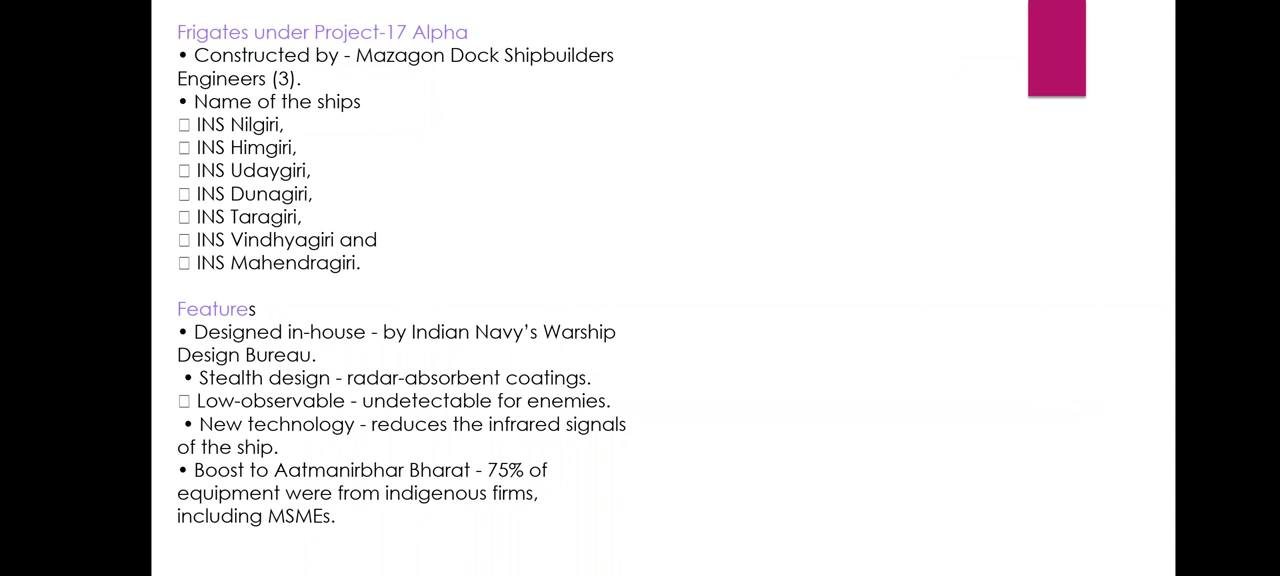 Frigates under Project-17 Alpha
• Constructed by - Mazagon Dock Shipbuilders
Engineers (3).
• Name of the ships
□ INS Nilgiri,
□ INS Himgiri,
□ INS Udaygiri,
□ INS Dunagiri,
□ INS Taragiri,
□ INS Vindhyagiri and
□ INS Mahendragiri.
Features
• Designed in-house - by Indian Navy’s Warship
Design Bureau.
• Stealth design - radar-absorbent coatings.
□ Low-observable - undetectable for enemies.
• New technology - reduces the infrared signals
of the ship.
• Boost to Aatmanirbhar Bharat - 75% of
equipment were from indigenous firms,
including MSMEs.